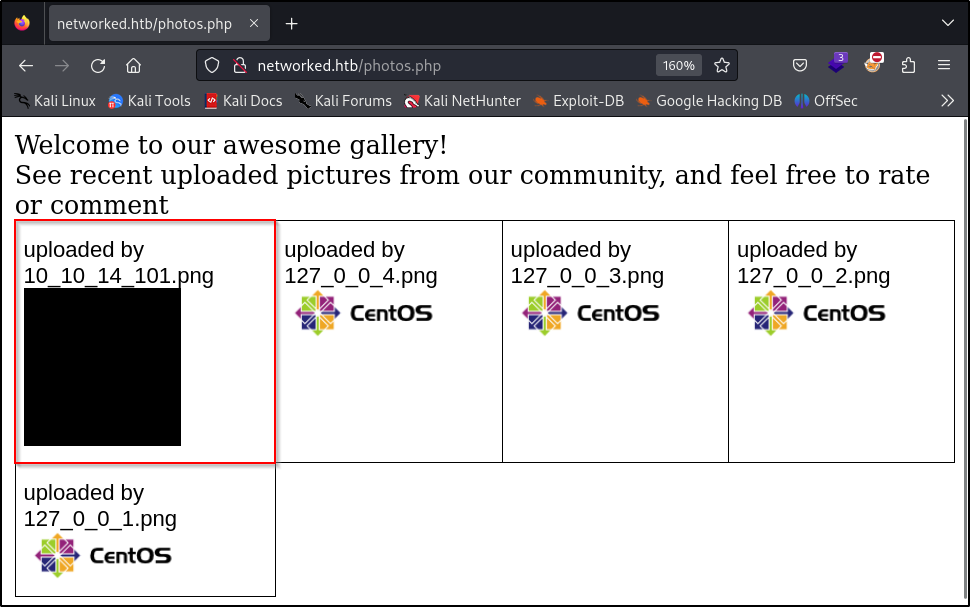 networked.htb/photos.php
networked.htb/photos.php 160% 3
Kali Linux Kali Tools Kali Docs Kali Forums Kali NetHunter Exploit-DB Google Hacking DB OffSec
Welcome to our awesome gallery!
See recent uploaded pictures from our community, and feel free to rate
or comment
uploaded by
10_10_14_101.png
uploaded by
127_0_0_4.png
CentOS
uploaded by
127_0_0_3.png
CentOS
uploaded by
127_0_0_2.png
CentOS
uploaded by
127_0_0_1.png
CentOS